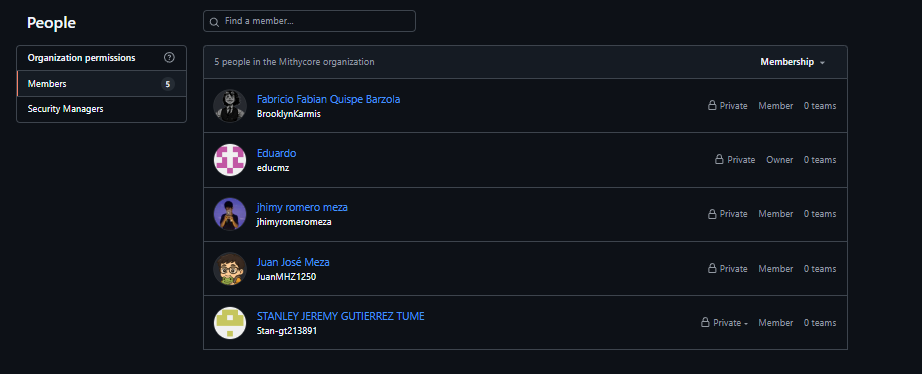 People
Find a member...
Organization permissions
Members 5
Security Managers
5 people in the Mithycore organization Membership
Fabricio Fabian Quispe Barzola
BrooklynKarmis
Private Member 0 teams
Eduardo
educmz
Private Owner 0 teams
jhimy romero meza
jhimyromeromeza
Private Member 0 teams
Juan José Meza
JuanMHZ1250
Private Member 0 teams
STANLEY JEREMY GUTIERREZ TUME
Stan-gt213891
Private Member 0 teams